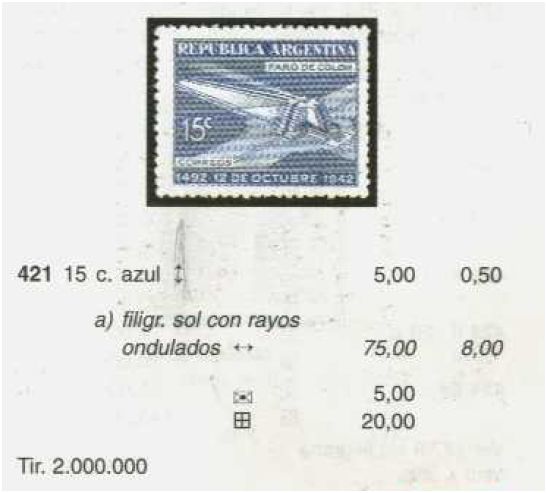 REPUBLICA ARGENTINA
FARO DE COLON
15c
CORREOS
1492 12 DE OCTUBRE 1942
421 15 c. azul ↕ 5,00 0,50
a) filigr. sol con rayos
ondulados ↔ 75,00 8,00
✉ 5,00
⊞ 20,00
Tir. 2.000.000